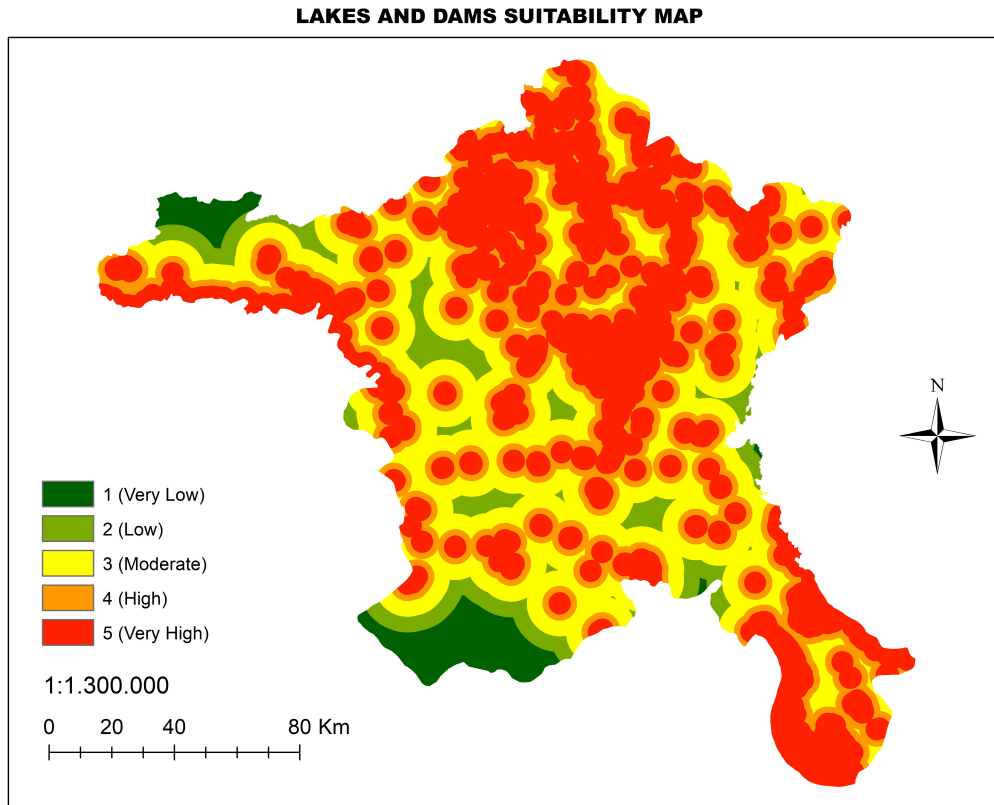 LAKES AND DAMS SUITABILITY MAP
N
1 (Very Low)
2 (Low)
3 (Moderate)
4 (High)
5 (Very High)
1:1.300.000
0 20 40 80 Km